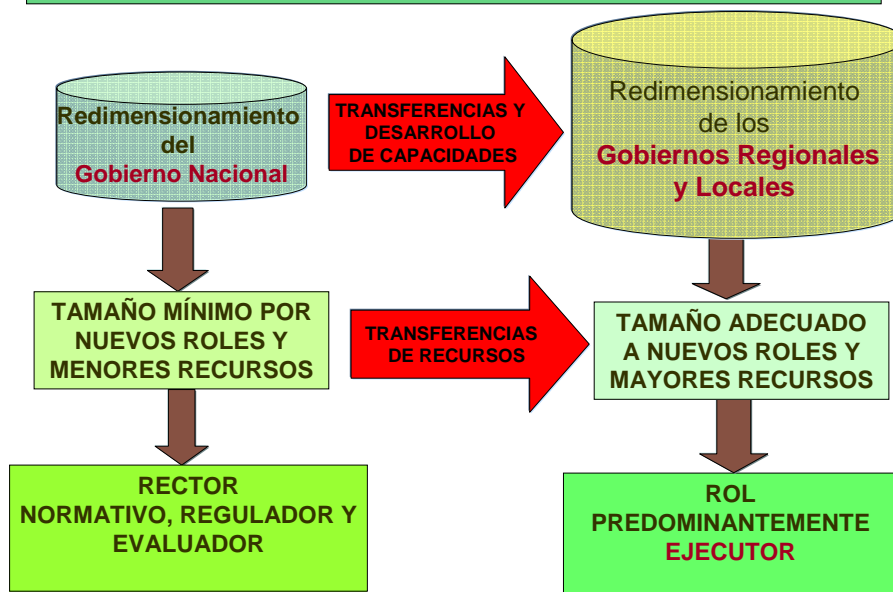 Redimensionamiento
del
Gobierno Nacional
TRANSFERENCIAS Y
DESARROLLO
DE CAPACIDADES
Redimensionamiento
de los
Gobiernos Regionales
y Locales
TAMAÑO MÍNIMO POR
NUEVOS ROLES Y
MENORES RECURSOS
TRANSFERENCIAS
DE RECURSOS
TAMAÑO ADECUADO
A NUEVOS ROLES Y
MAYORES RECURSOS
RECTOR
NORMATIVO, REGULADOR Y
EVALUADOR
ROL
PREDOMINANTEMENTE
EJECUTOR